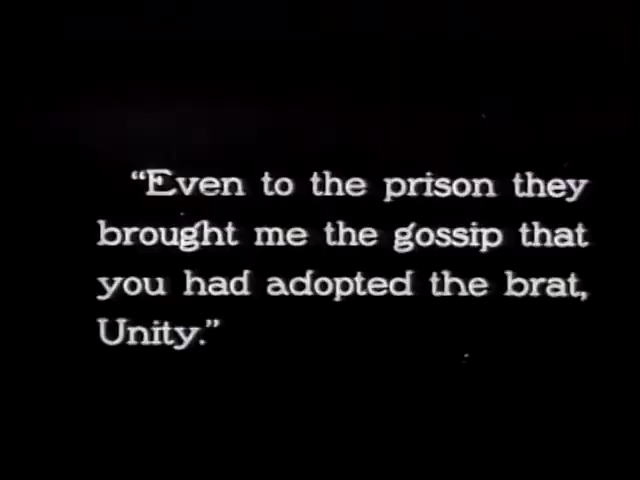 “Even to the prison they
brought me the gossip that
you had adopted the brat,
Unity.”